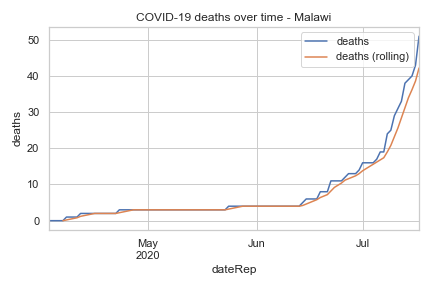 COVID-19 deaths over time - Malawi
deaths
deaths (rolling)
50
40
30
20
10
0
deaths
May
2020
Jun
Jul
dateRep